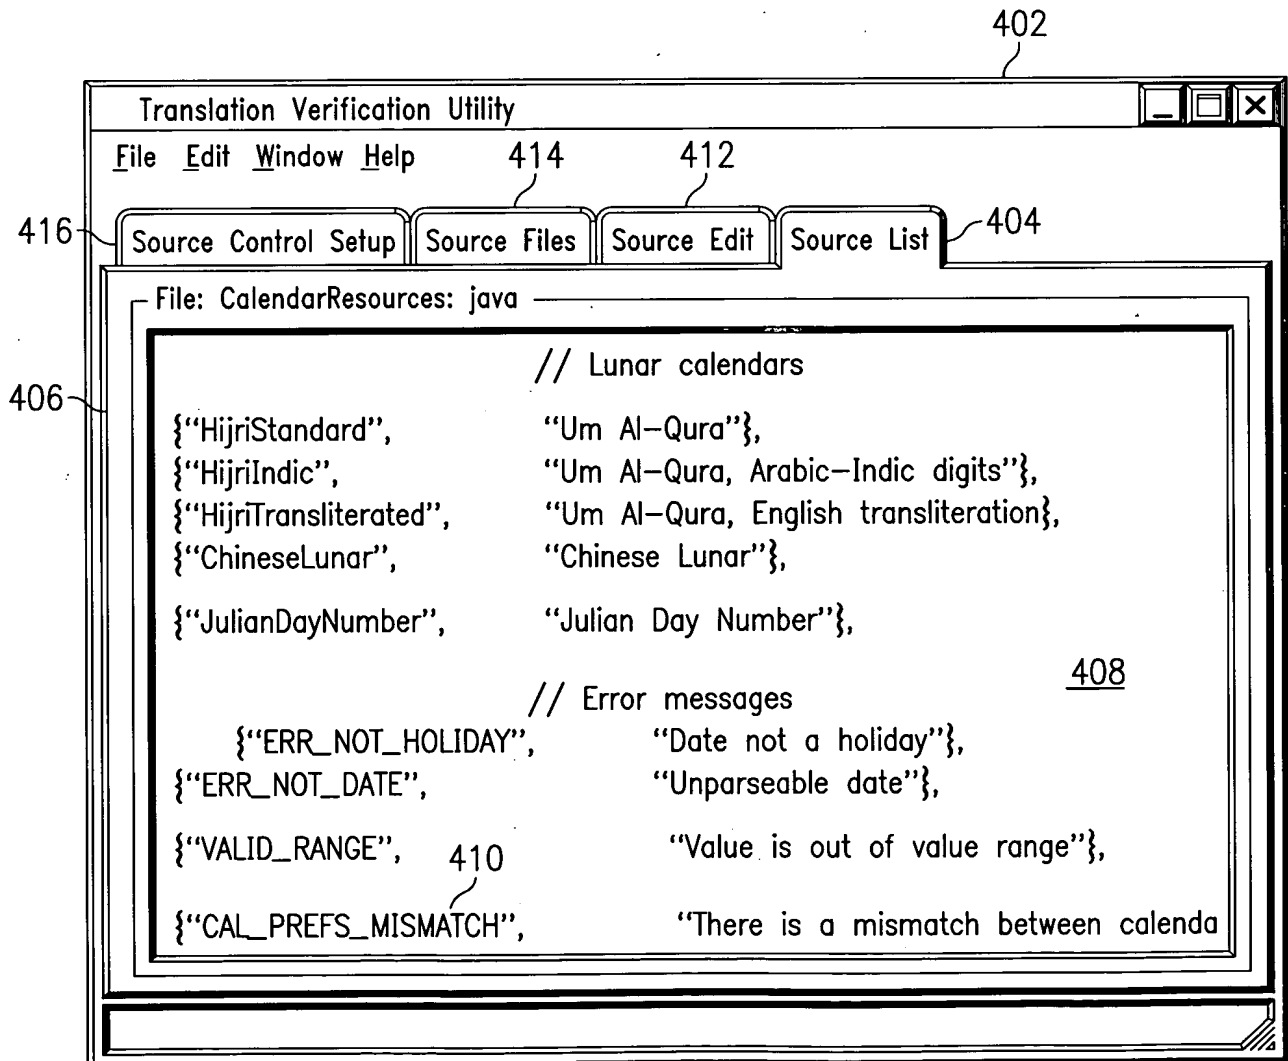 402
Translation Verification Utility
File Edit Window Help
414
412
416
Source Control Setup
Source Files
Source Edit
Source List
404
File: CalendarResources: java
406
// Lunar calendars
{“HijriStandard”, “Um Al–Qura”},
{“HijriIndic”, “Um Al–Qura, Arabic–Indic digits”},
{“HijriTransliterated”, “Um Al–Qura, English transliteration},
{“ChineseLunar”, “Chinese Lunar”},
{“JulianDayNumber”, “Julian Day Number”},
408
// Error messages
{“ERR_NOT_HOLIDAY”, “Date not a holiday”},
{“ERR_NOT_DATE”, “Unparseable date”},
{“VALID_RANGE”, “Value is out of value range”},
410
{“CAL_PREFS_MISMATCH”, “There is a mismatch between calenda